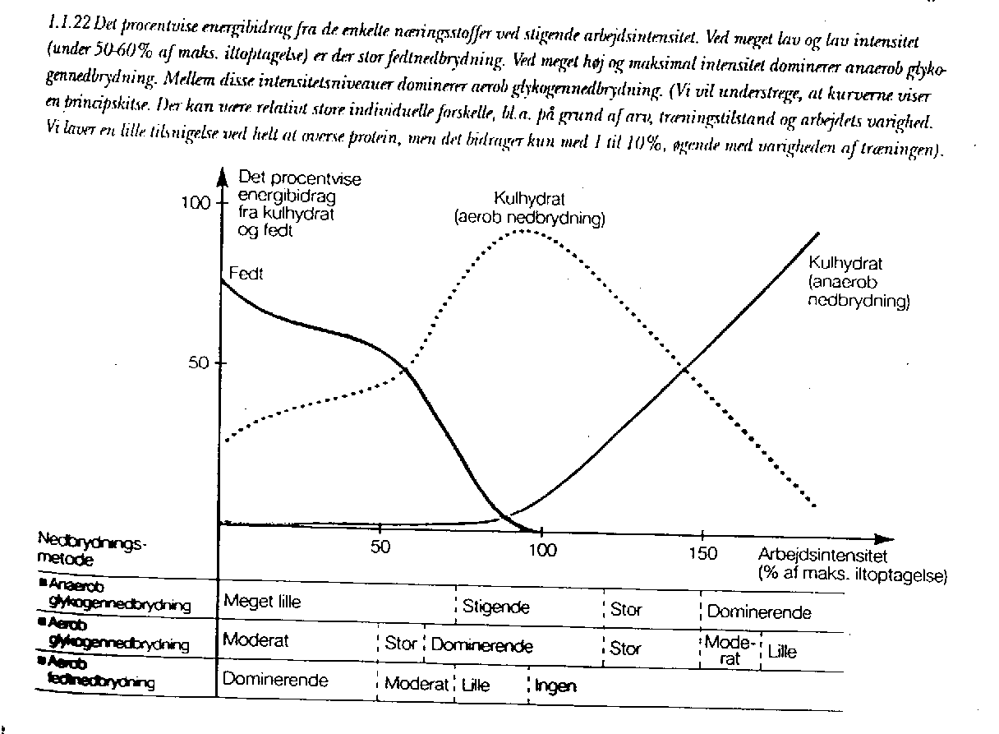 1.1.22 Det procentvise energibidrag fra de enkelte næringsstoffer ved stigende arbejdsintensitet. Ved meget lav og lav intensitet
(under 50-60% af maks. iltoptagelse) er der stor fedtnedbrydning. Ved meget høj og maksimal intensitet dominerer anaerob glyko-
gennedbrydning. Mellem disse intensitetsniveauer dominerer aerob glykogennedbrydning. (Vi vil understrege, at kurverne viser
en principskitse. Der kan være relativt store individuelle forskelle, bl.a. på grund af arv, træningstilstand og arbejdets varighed.
Vi laver en lille tilsnigelse ved helt at overse protein, men det bidrager kun med 1 til 10%, øgende med varigheden af træningen).
Det procentvise
energibidrag
fra kulhydrat
og fedt
100
50
Fedt
Kulhydrat
(aerob nedbrydning)
Kulhydrat
(anaerob
nedbrydning)
50
100
150
Arbejdsintensitet
(% af maks. iltoptagelse)
Nedbrydnings-
metode
▪ Anaerob
glykogennedbrydning
Meget lille
Stigende
Stor
Dominerende
▪ Aerob
glykogennedbrydning
Moderat
Stor
Dominerende
Stor
Mode-
rat
Lille
▪ Aerob
fedtnedbrydning
Dominerende
Moderat
Lille
Ingen